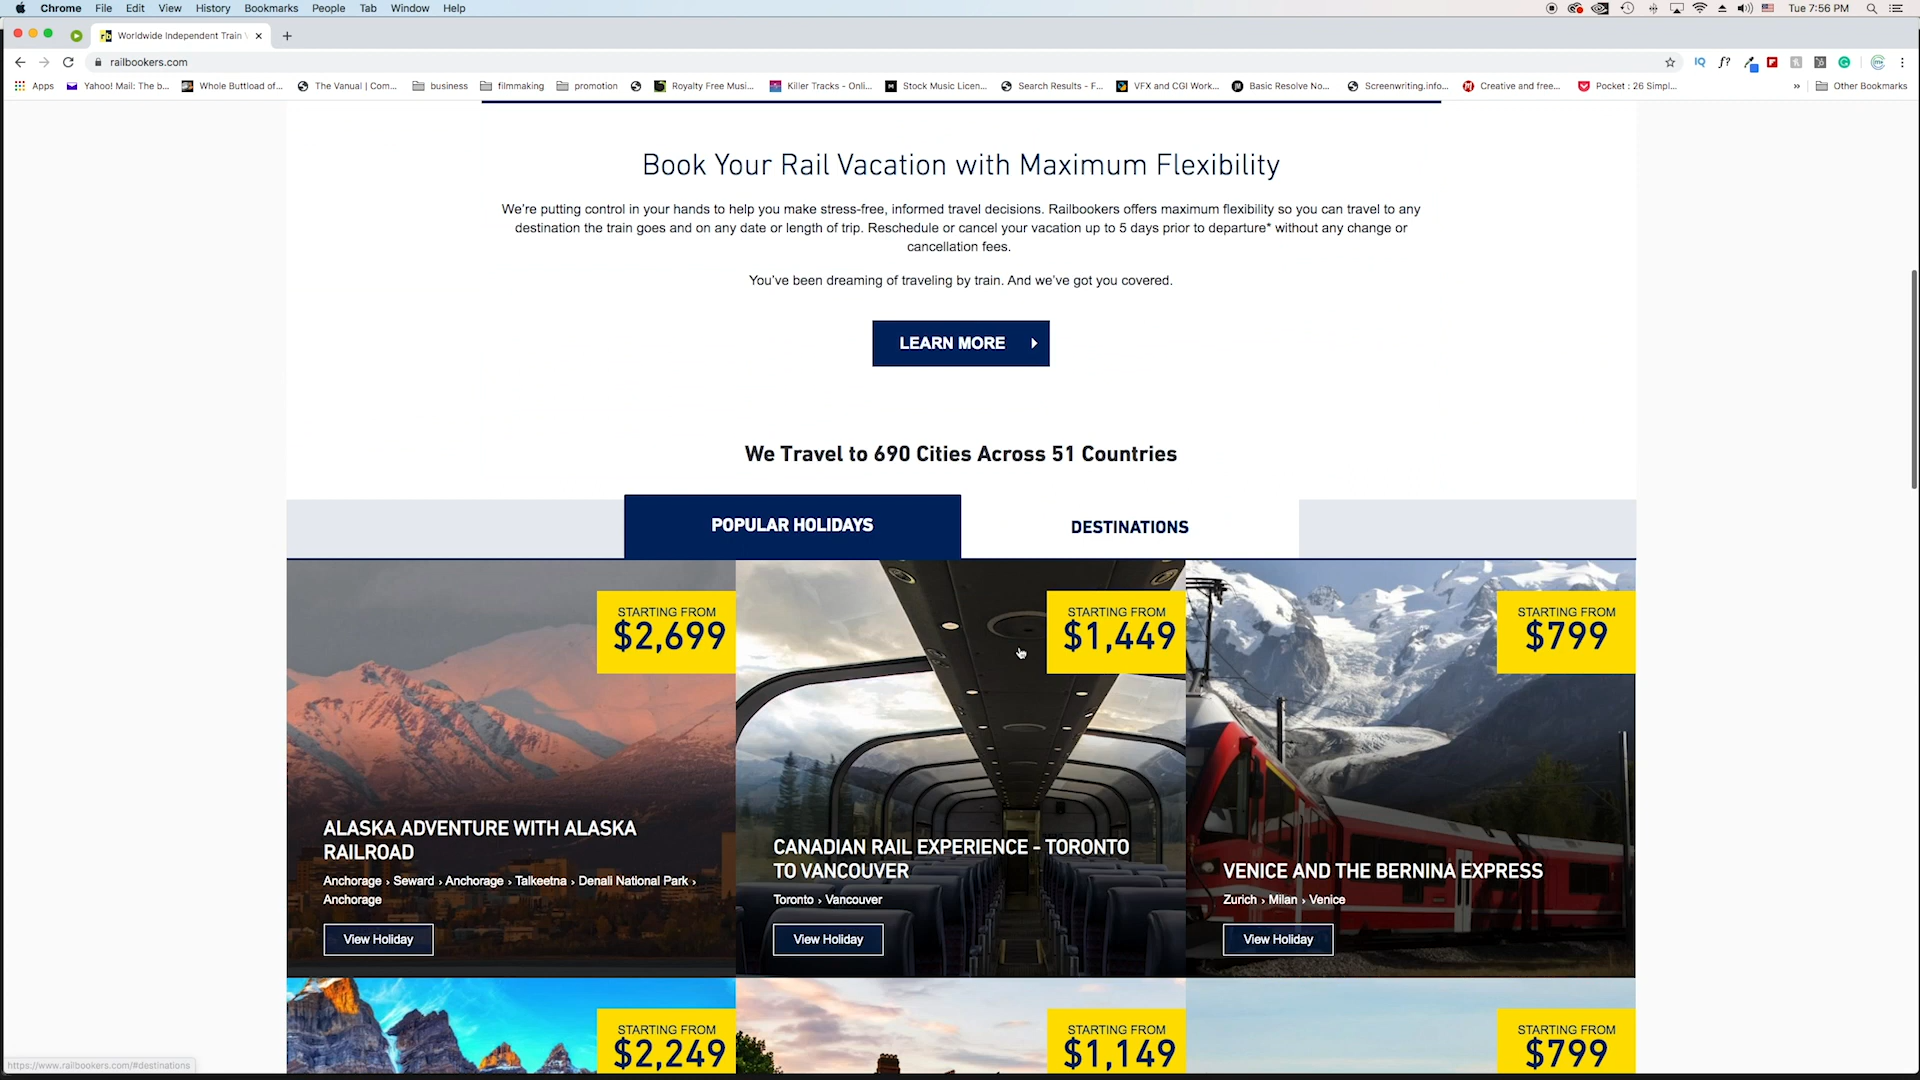 Chrome File Edit View History Bookmarks People Tab Window Help Tue 7:56 PM
Worldwide Independent Train
railbookers.com
Apps Yahoo! Mail: The b... Whole Buttload of... The Vanual | Com... business filmmaking promotion Royalty Free Musi... Killer Tracks - Onli... Stock Music Licen... Search Results - F... VFX and CGI Work... Basic Resolve No... Screenwriting.info... Creative and free... Pocket : 26 Simpl... » Other Bookmarks
Book Your Rail Vacation with Maximum Flexibility
We're putting control in your hands to help you make stress-free, informed travel decisions. Railbookers offers maximum flexibility so you can travel to any
destination the train goes and on any date or length of trip. Reschedule or cancel your vacation up to 5 days prior to departure* without any change or
cancellation fees.
You've been dreaming of traveling by train. And we've got you covered.
LEARN MORE
We Travel to 690 Cities Across 51 Countries
POPULAR HOLIDAYS DESTINATIONS
STARTING FROM
$2,699
ALASKA ADVENTURE WITH ALASKA
RAILROAD
Anchorage › Seward › Anchorage › Talkeetna › Denali National Park ›
Anchorage
View Holiday
STARTING FROM
$1,449
CANADIAN RAIL EXPERIENCE - TORONTO
TO VANCOUVER
Toronto › Vancouver
View Holiday
STARTING FROM
$799
VENICE AND THE BERNINA EXPRESS
Zurich › Milan › Venice
View Holiday
STARTING FROM
$2,249
STARTING FROM
$1,149
STARTING FROM
$799
https://www.railbookers.com/#destinations